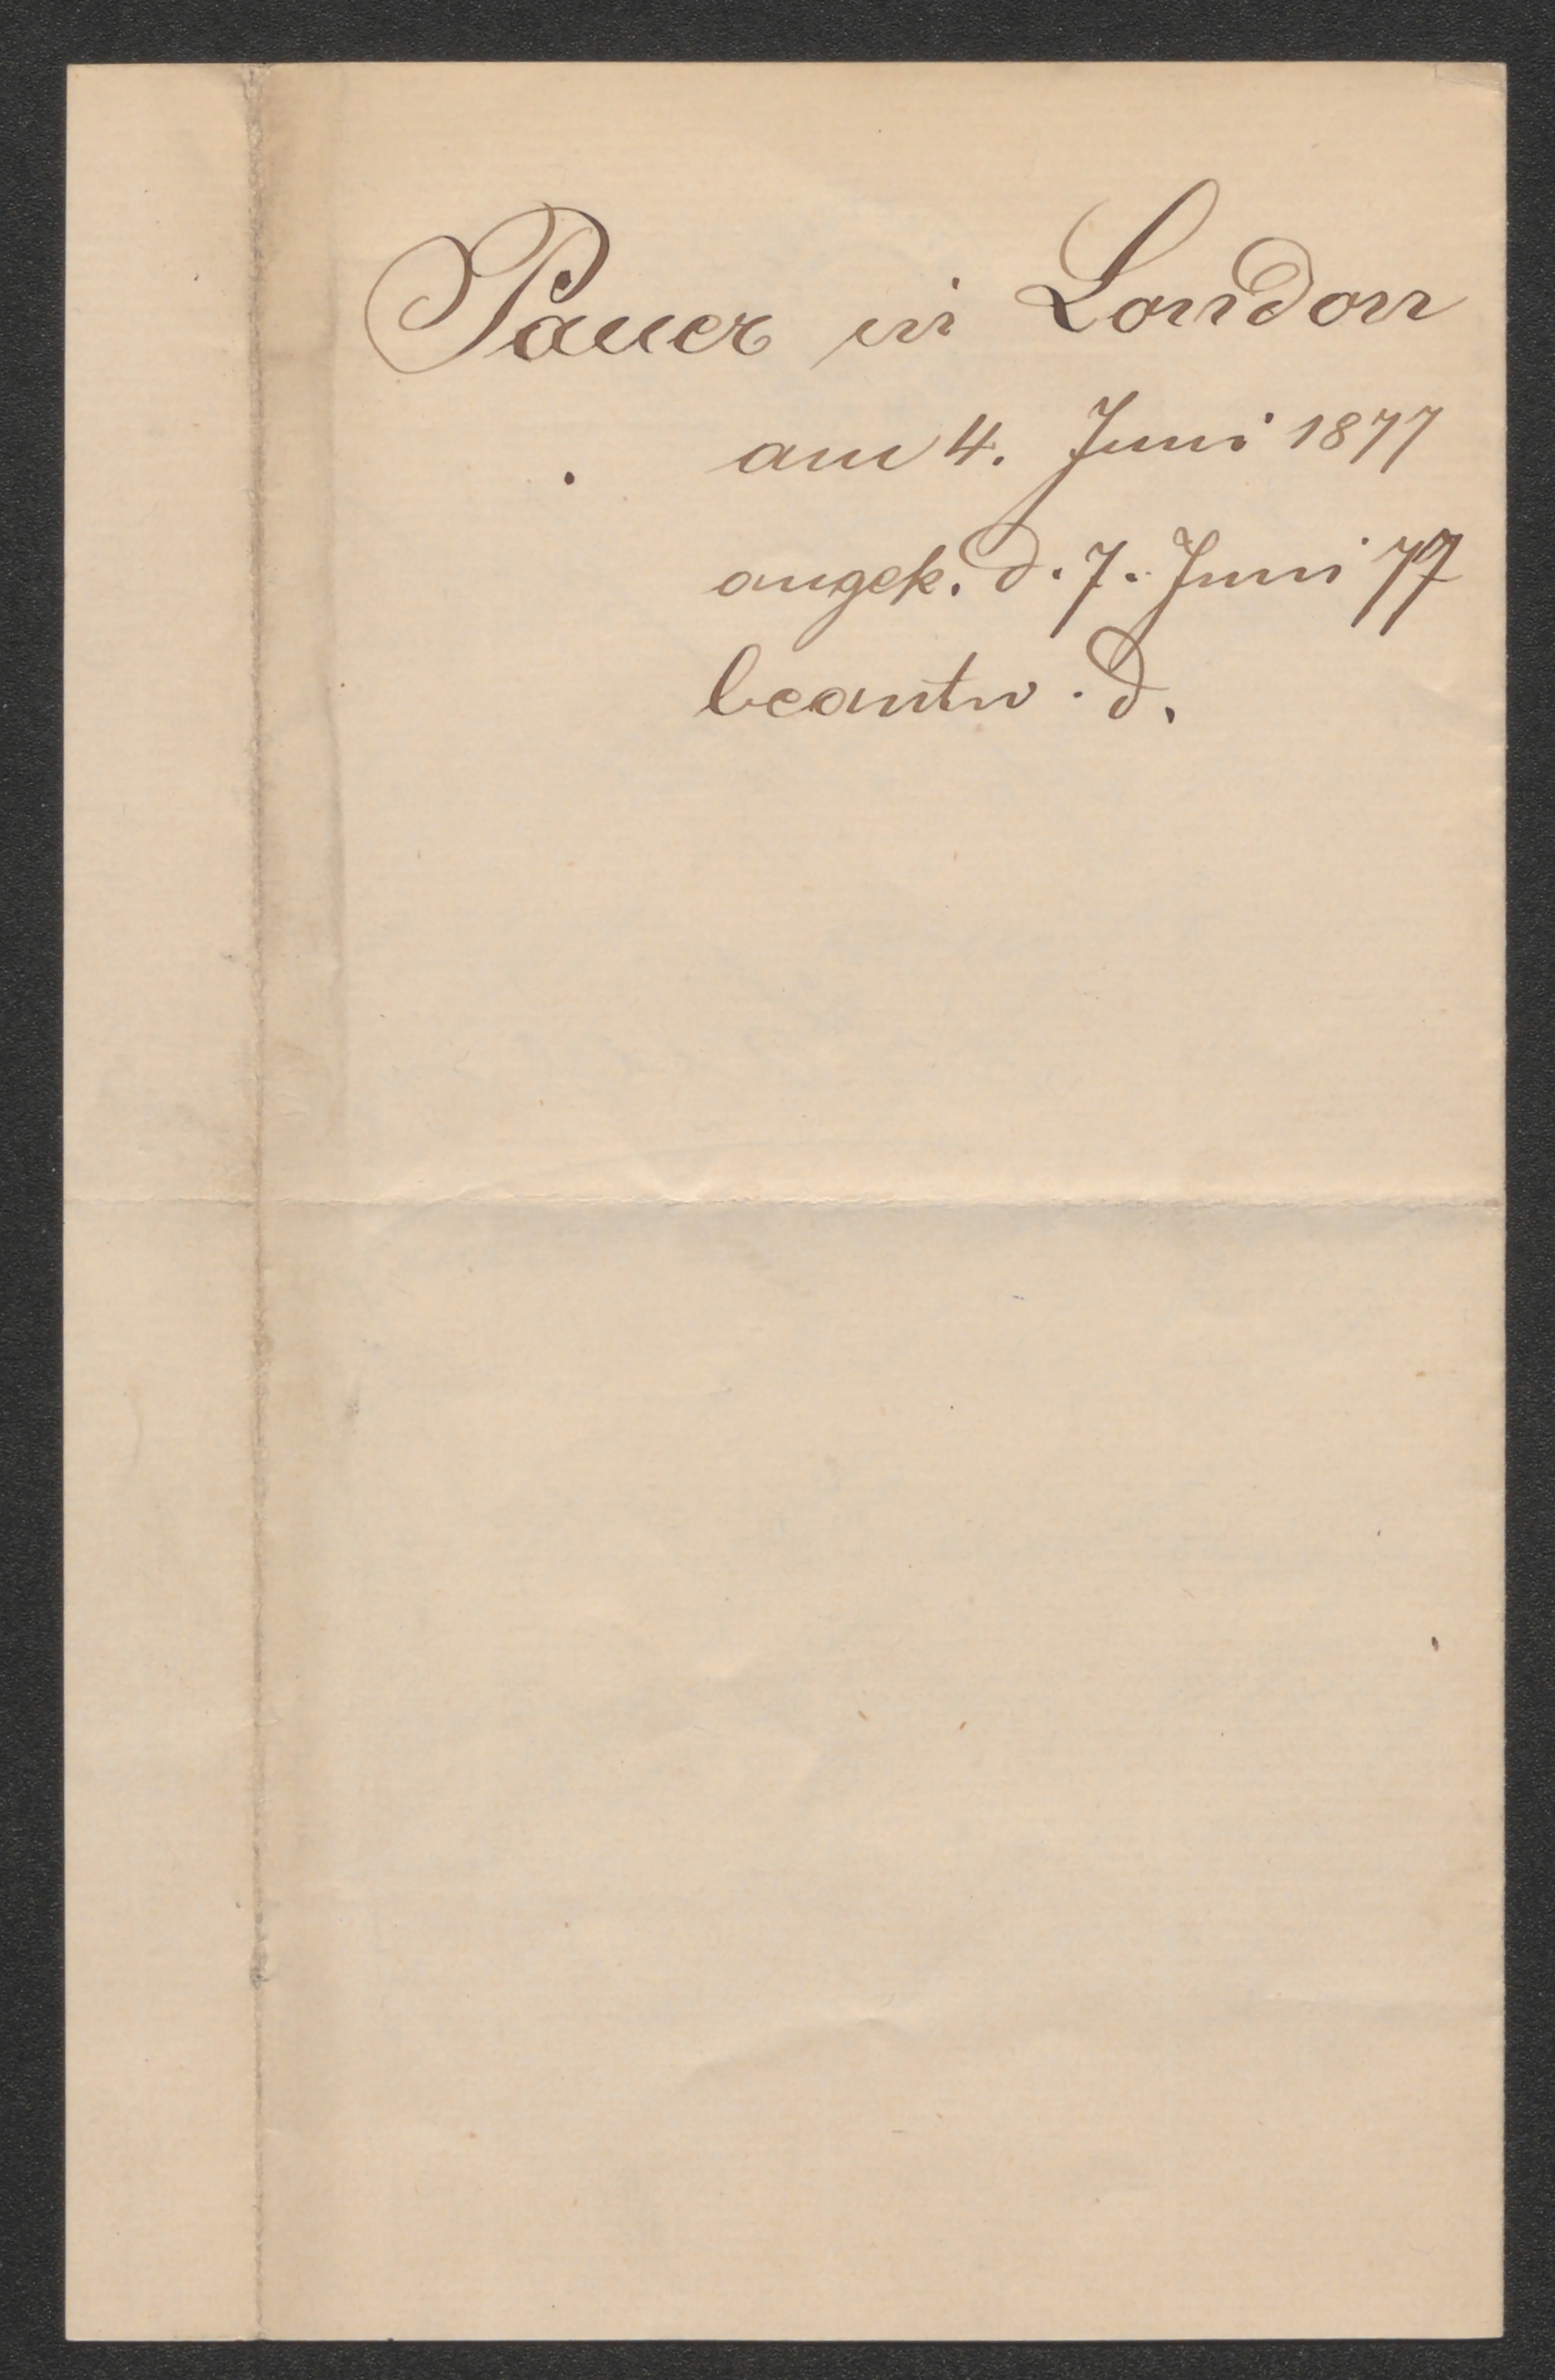 Pauer in London
am 4. Juni 1877
angek. d. 7. Juni 77
beantw. d.